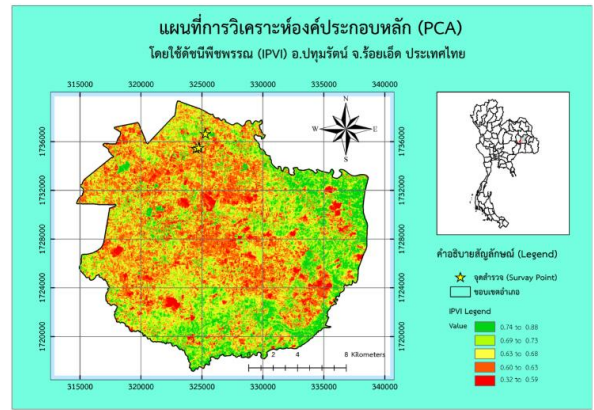 แผนที่การวิเคราะห์องค์ประกอบหลัก (PCA)
โดยใช้ดัชนีพืชพรรณ (IPVI) อ.ปทุมรัตน์ จ.ร้อยเอ็ด ประเทศไทย
315000 320000 325000 330000 335000 340000
N
W E
S
1736000 1736000
1732000 1732000
1728000 1728000
1724000 1724000
1720000 1720000
2 4 8 Kilometers
315000 320000 325000 330000 335000 340000
คำอธิบายสัญลักษณ์ (Legend)
จุดสำรวจ (Survay Point)
ขอบเขตอำเภอ
IPVI Legend
Value 0.74 to 0.88
0.69 to 0.73
0.63 to 0.68
0.60 to 0.63
0.32 to 0.59